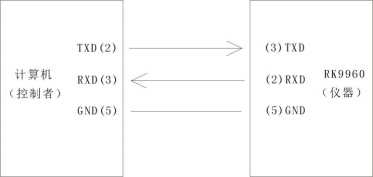 TXD(2)
(3)TXD
计算机
（控制者）
RXD(3)
(2)RXD
RK9960
（仪器）
GND(5)
(5)GND